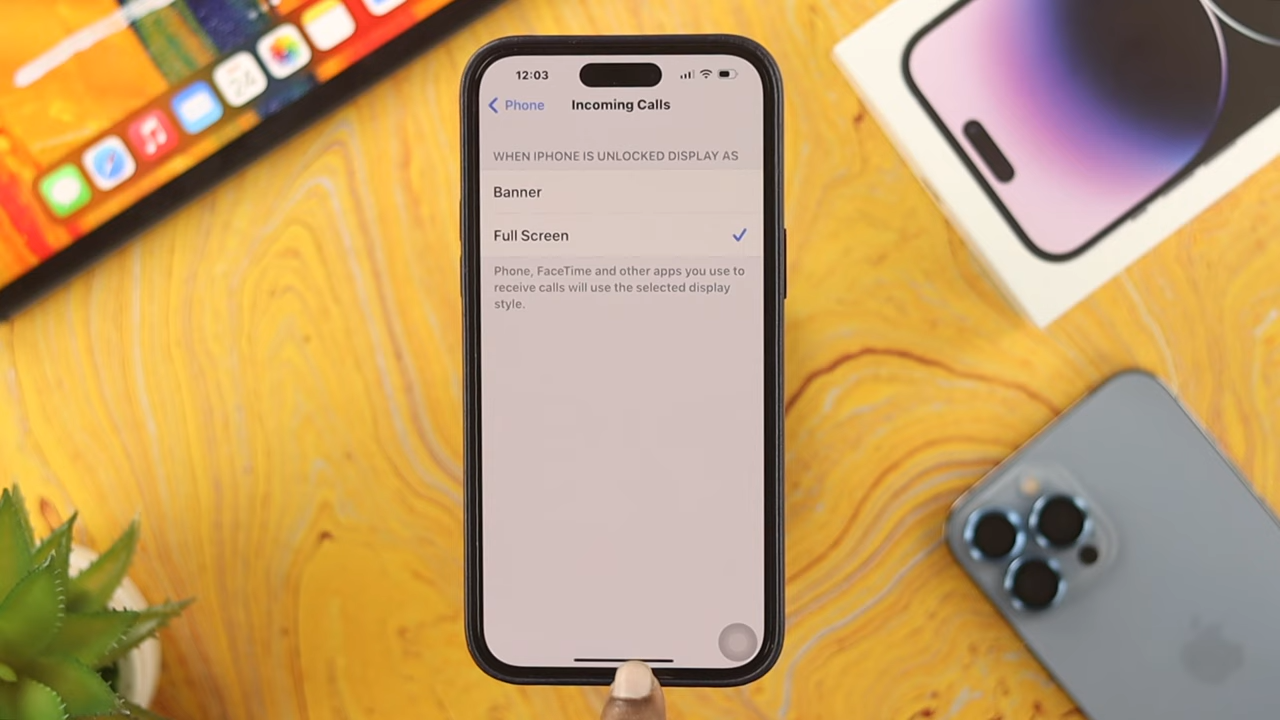 12:03
Phone
Incoming Calls
WHEN IPHONE IS UNLOCKED DISPLAY AS
Banner
Full Screen
Phone, FaceTime and other apps you use to
receive calls will use the selected display
style.
24